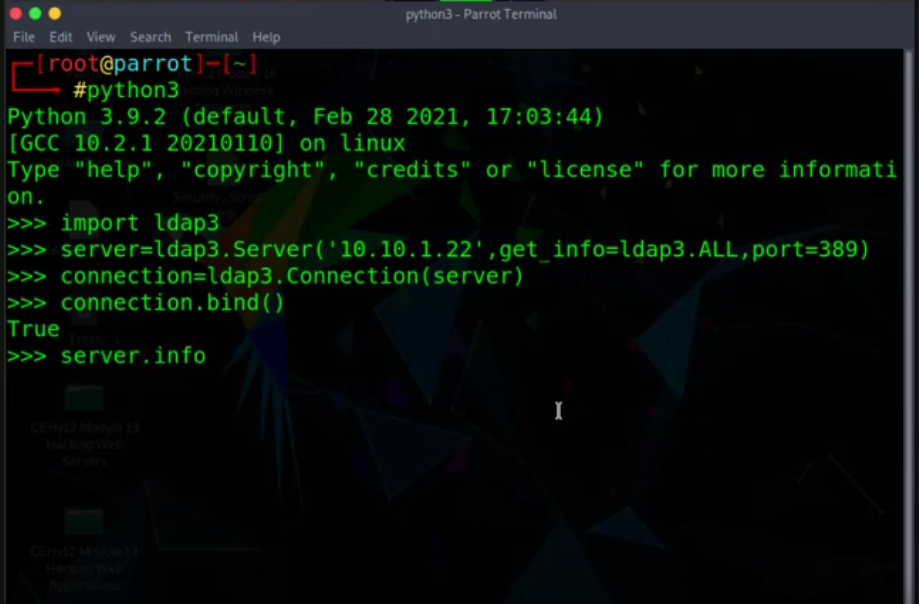 python3 - Parrot Terminal
File Edit View Search Terminal Help
[root@parrot]─[~]
#python3
Python 3.9.2 (default, Feb 28 2021, 17:03:44)
[GCC 10.2.1 20210110] on linux
Type "help", "copyright", "credits" or "license" for more informati
on.
>>> import ldap3
>>> server=ldap3.Server('10.10.1.22',get_info=ldap3.ALL,port=389)
>>> connection=ldap3.Connection(server)
>>> connection.bind()
True
>>> server.info
CEHv12 Module 13
Hacking Web
Servers
CEHv12 Module 14
Hacking Web
Applications